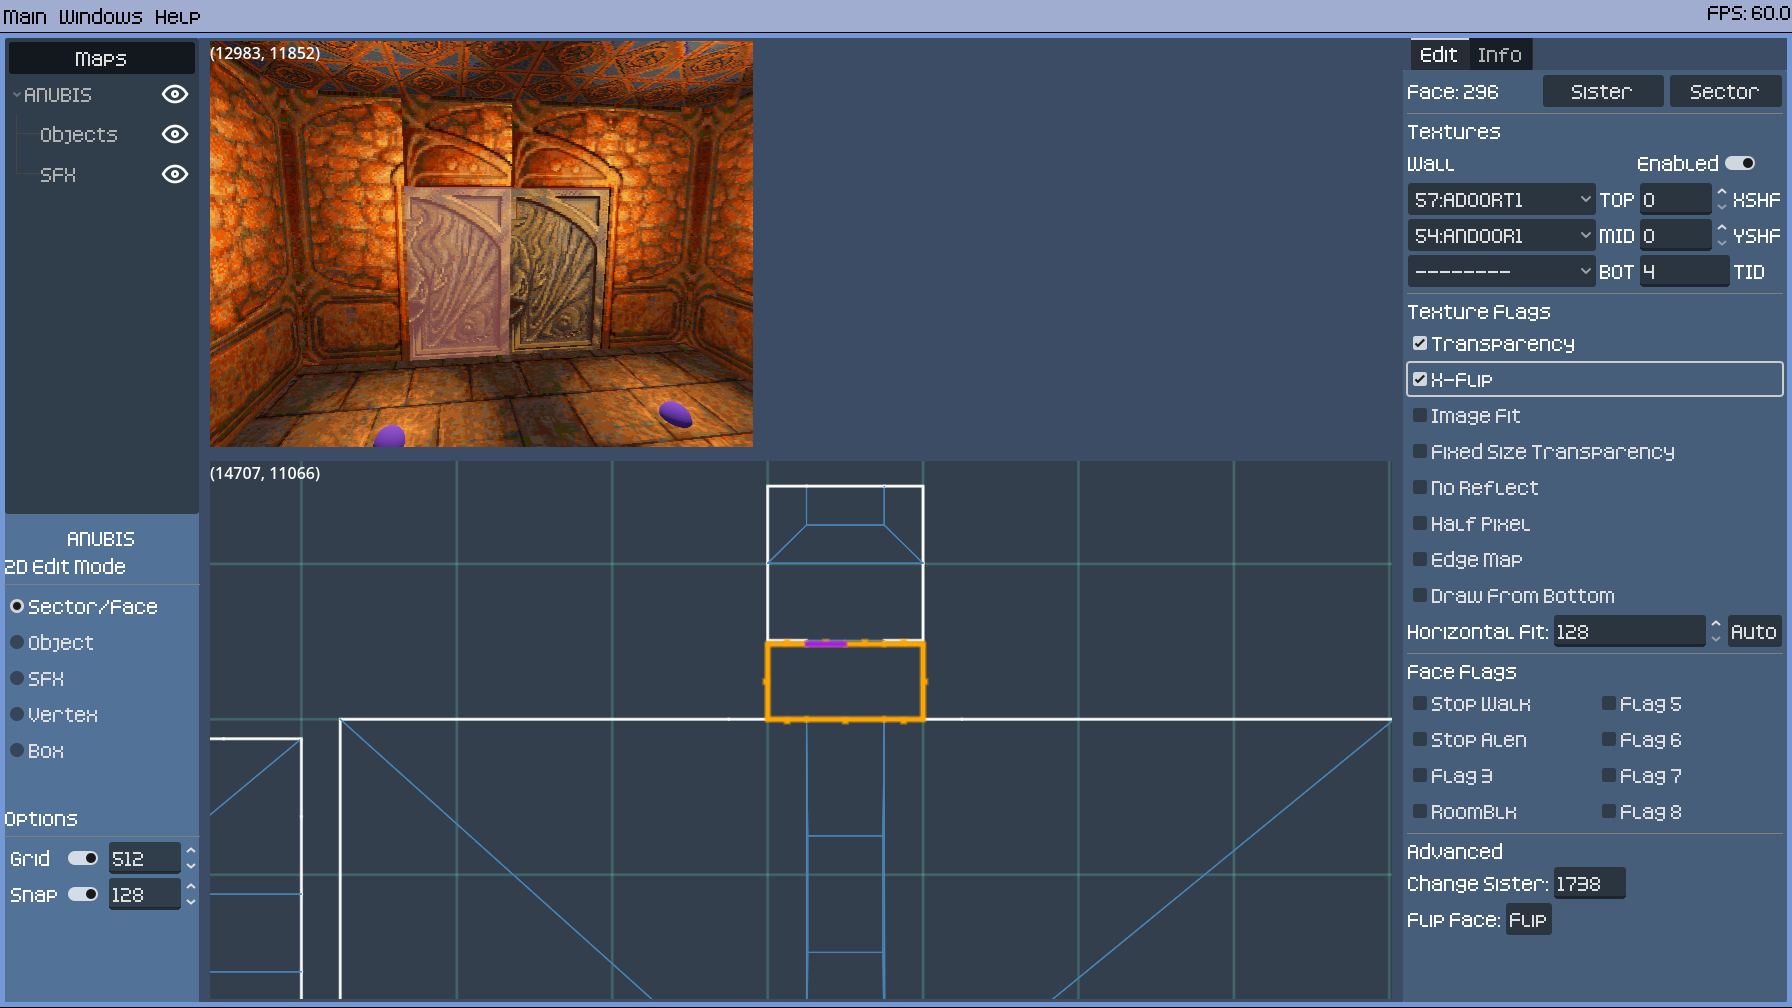 Main Windows Help
FPS: 60.0
Maps
ANUBIS
Objects
SFX
ANUBIS
2D Edit Mode
Sector/Face
Object
SFX
Vertex
Box
Options
Grid 512
Snap 128
(12983, 11852)
(14707, 11066)
Edit Info
Face: 296 Sister Sector
Textures
Wall Enabled
57:ADOORT1 TOP 0 XSHF
54:ANDOOR1 MID 0 YSHF
-------- BOT 4 TID
Texture Flags
Transparency
X-Flip
Image Fit
Fixed Size Transparency
No Reflect
Half Pixel
Edge Map
Draw From Bottom
Horizontal Fit: 128 Auto
Face Flags
Stop Walk Flag 5
Stop Alen Flag 6
Flag 3 Flag 7
RoomBlk Flag 8
Advanced
Change Sister: 1738
Flip Face: Flip